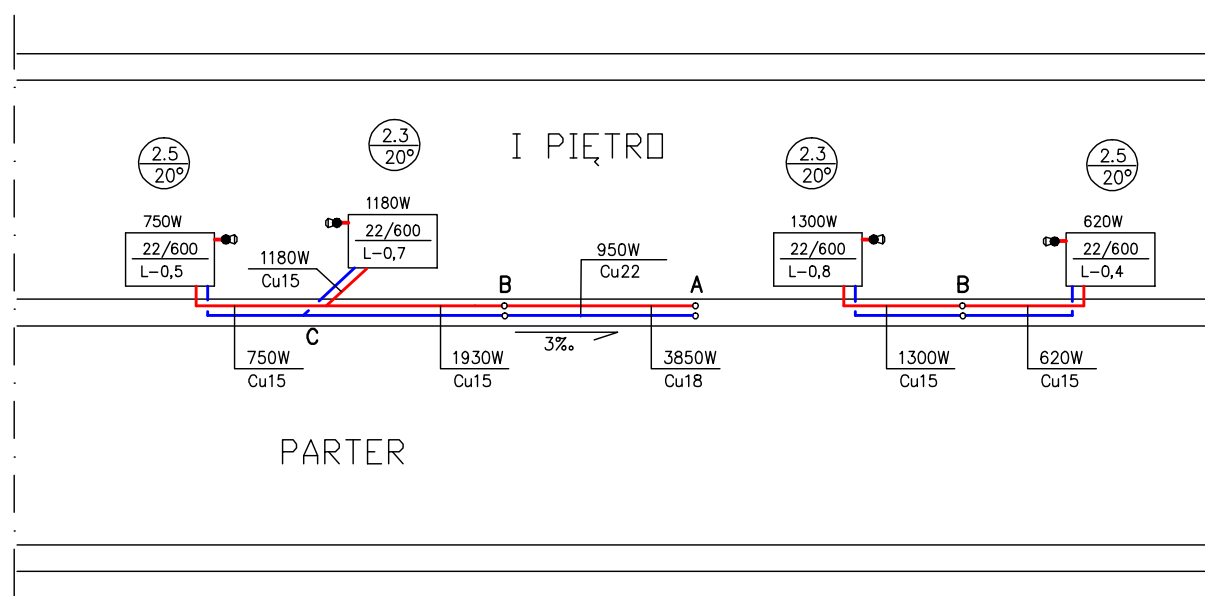 2.5
20°
2.3
20°
I PIĘTRO
2.3
20°
2.5
20°
750W
22/600
L-0,5
1180W
22/600
L-0,7
1180W
Cu15
950W
Cu22
1300W
22/600
L-0,8
620W
22/600
L-0,4
B
A
B
C
3‰
750W
Cu15
1930W
Cu15
3850W
Cu18
1300W
Cu15
620W
Cu15
PARTER